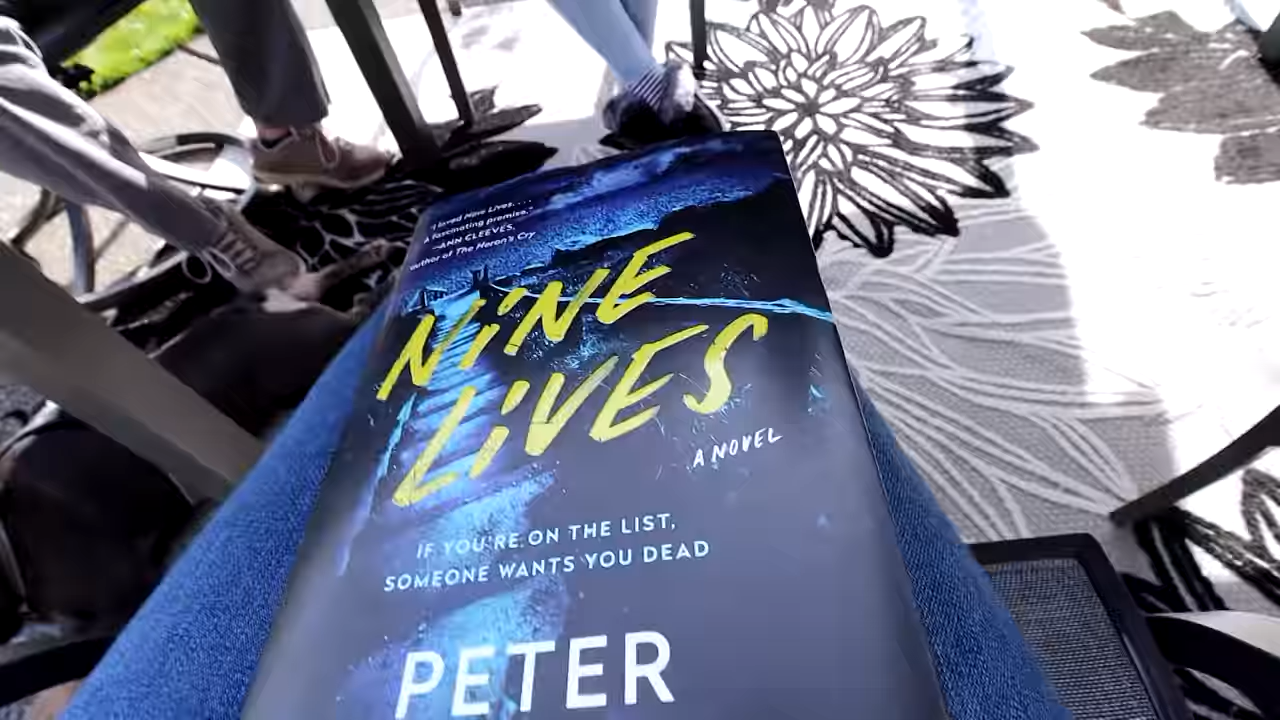 "I loved Nine Lives. . . .
A fascinating premise."
—ANN CLEEVES,
author of The Heron's Cry
NiNE
LiVES
A NOVEL
IF YOU'RE ON THE LIST,
SOMEONE WANTS YOU DEAD
PETER